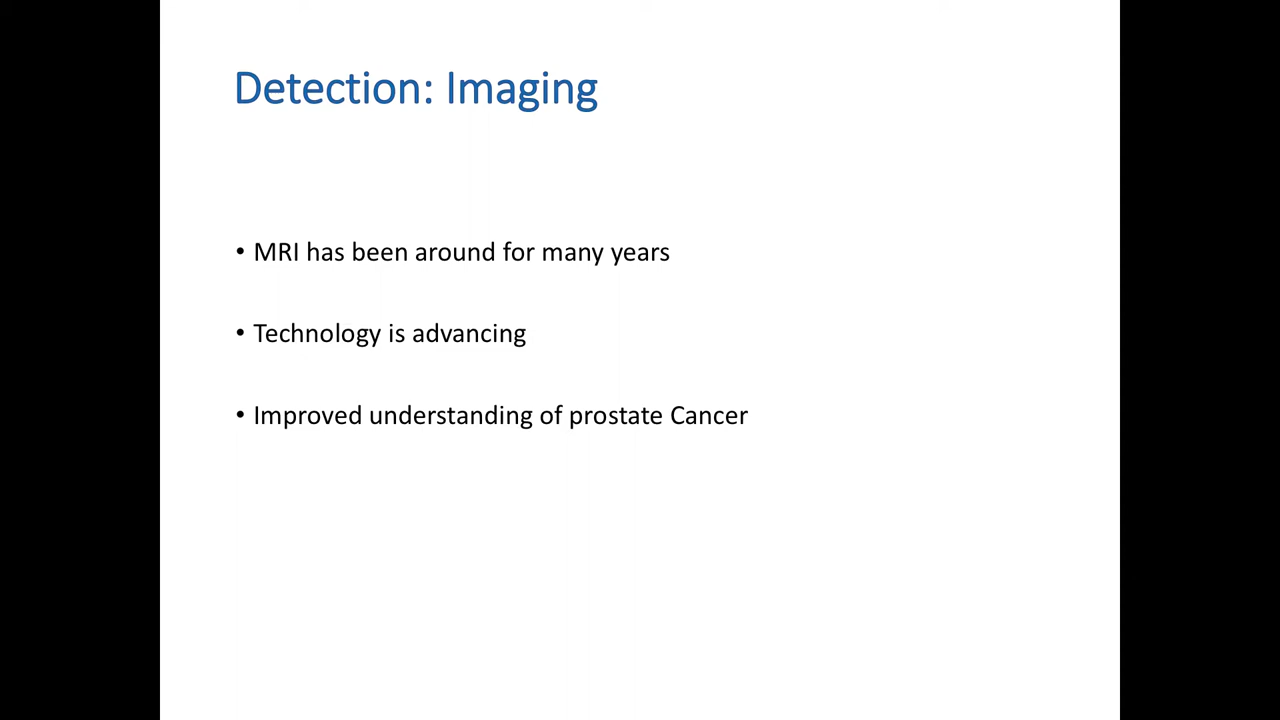 Detection: Imaging
• MRI has been around for many years
• Technology is advancing
• Improved understanding of prostate Cancer